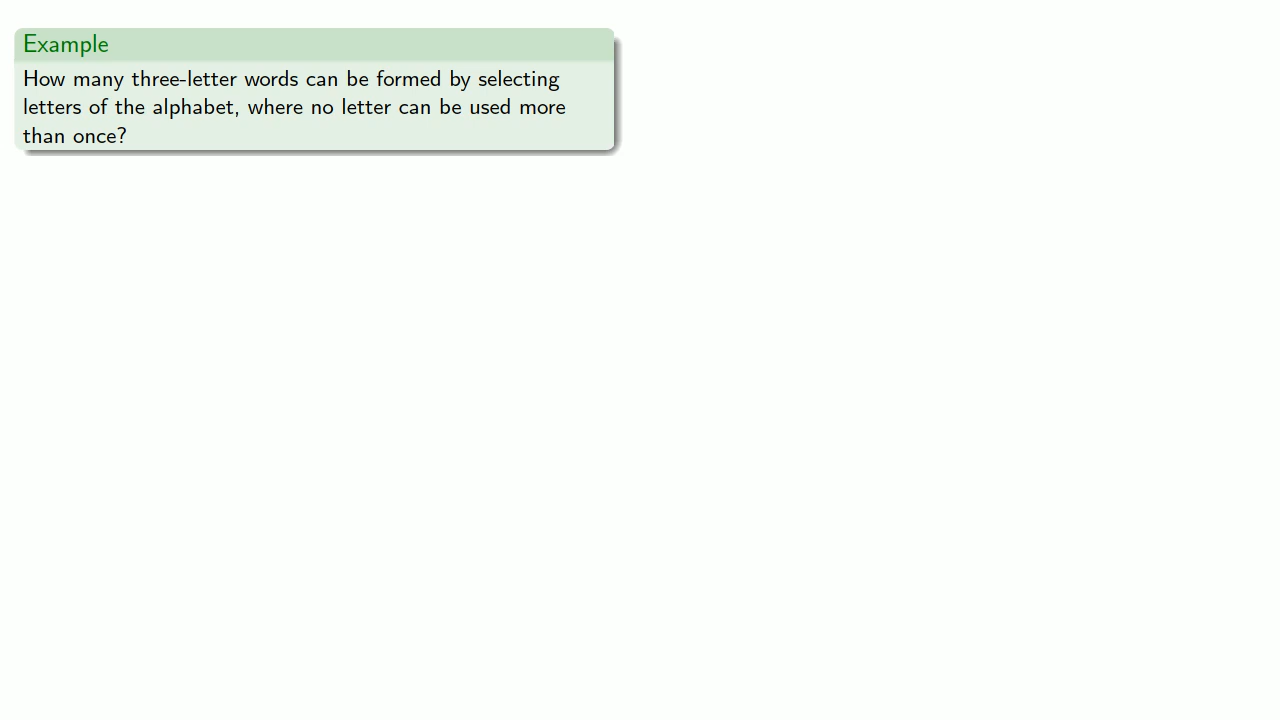 Example
How many three-letter words can be formed by selecting
letters of the alphabet, where no letter can be used more
than once?